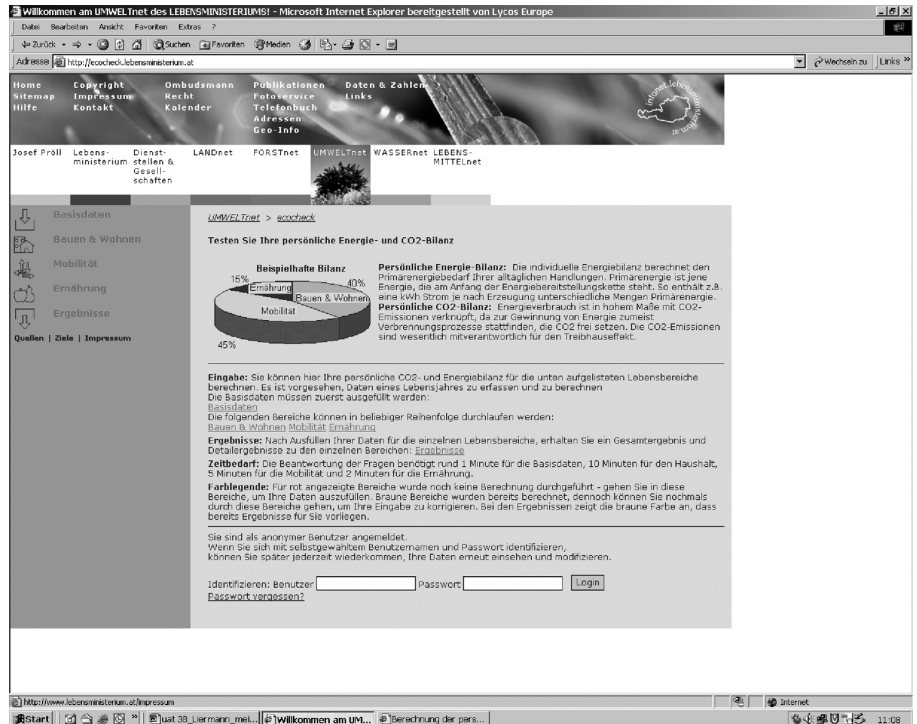 Willkommen am UMWELTnet des LEBENSMINISTERIUMS! - Microsoft Internet Explorer bereitgestellt von Lycos Europe
Datei Bearbeiten Ansicht Favoriten Extras ?
Zurück Suchen Favoriten Medien
Adresse http://ecocheck.lebensministerium.at Wechseln zu Links »
Home Copyright Ombudsmann Publikationen Daten & Zahlen
Sitemap Impressum Recht Fotoservice Links
Hilfe Kontakt Kalender Telefonbuch
Adressen
Geo-Info
Josef Pröll Lebens- Dienst- LANDnet FORSTnet UMWELTnet WASSERnet LEBENS-
ministerium stellen & MITTELnet
Gesell-
schaften
Basisdaten
Bauen & Wohnen
Mobilität
Ernährung
Ergebnisse
Quellen | Ziele | Impressum
UMWELTnet > ecocheck
Testen Sie Ihre persönliche Energie- und CO2-Bilanz
Beispielhafte Bilanz
15%
40%
Ernährung
Bauen & Wohnen
Mobilität
45%
Persönliche Energie-Bilanz: Die individuelle Energiebilanz berechnet den
Primärenergiebedarf Ihrer alltäglichen Handlungen. Primärenergie ist jene
Energie, die am Anfang der Energiebereitstellungskette steht. So enthält z.B.
eine kWh Strom je nach Erzeugung unterschiedliche Mengen Primärenergie.
Persönliche CO2-Bilanz: Energieverbrauch ist in hohem Maße mit CO2-
Emissionen verknüpft, da zur Gewinnung von Energie zumeist
Verbrennungsprozesse stattfinden, die CO2 frei setzen. Die CO2-Emissionen
sind wesentlich mitverantwortlich für den Treibhauseffekt.
Eingabe: Sie können hier Ihre persönliche CO2- und Energiebilanz für die unten aufgelisteten Lebensbereiche
berechnen. Es ist vorgesehen, Daten eines Lebensjahres zu erfassen und zu berechnen
Die Basisdaten müssen zuerst ausgefüllt werden:
Basisdaten
Die folgenden Bereiche können in beliebiger Reihenfolge durchlaufen werden:
Bauen & Wohnen Mobilität Ernährung
Ergebnisse: Nach Ausfüllen Ihrer Daten für die einzelnen Lebensbereiche, erhalten Sie ein Gesamtergebnis und
Detailergebnisse zu den einzelnen Bereichen: Ergebnisse
Zeitbedarf: Die Beantwortung der Fragen benötigt rund 1 Minute für die Basisdaten, 10 Minuten für den Haushalt,
5 Minuten für die Mobilität und 2 Minuten für die Ernährung.
Farblegende: Für rot angezeigte Bereiche wurde noch keine Berechnung durchgeführt - gehen Sie in diese
Bereiche, um Ihre Daten auszufüllen. Braune Bereiche wurden bereits berechnet, dennoch können Sie nochmals
durch diese Bereiche gehen, um Ihre Eingabe zu korrigieren. Bei den Ergebnissen zeigt die braune Farbe an, dass
bereits Ergebnisse für Sie vorliegen.
Sie sind als anonymer Benutzer angemeldet.
Wenn Sie sich mit selbstgewähltem Benutzernamen und Passwort identifizieren,
können Sie später jederzeit wiederkommen, Ihre Daten erneut einsehen und modifizieren.
Identifizieren: Benutzer Passwort Login
Passwort vergessen?
http://www.lebensministerium.at/impressum Internet
Start uat 38_Liermann_mei... Willkommen am UM... Berechnung der pers... 11:08